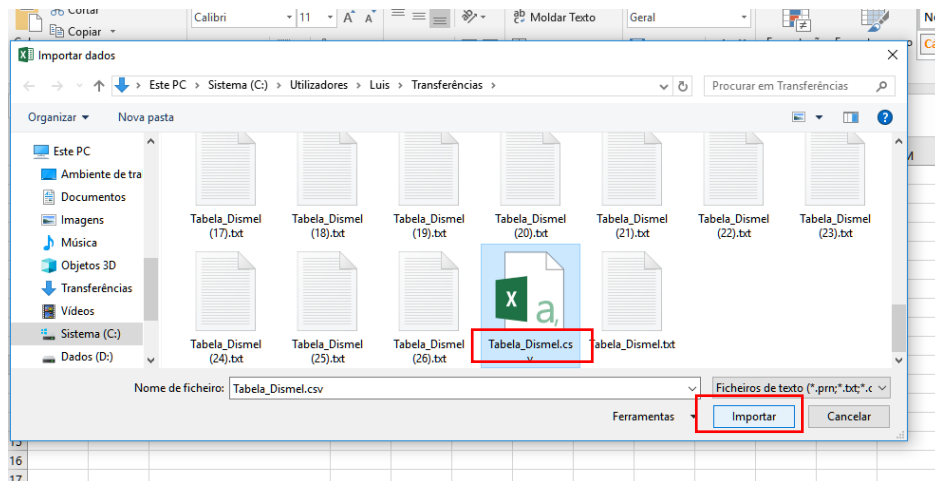 Cortar
Calibri
11
A A
ab Moldar Texto
Geral
Copiar
Importar dados
Este PC > Sistema (C:) > Utilizadores > Luis > Transferências >
Procurar em Transferências
Organizar
Nova pasta
Este PC
Ambiente de tra
Documentos
Imagens
Música
Objetos 3D
Transferências
Vídeos
Sistema (C:)
Dados (D:)
Tabela_Dismel
(17).txt
Tabela_Dismel
(18).txt
Tabela_Dismel
(19).txt
Tabela_Dismel
(20).txt
Tabela_Dismel
(21).txt
Tabela_Dismel
(22).txt
Tabela_Dismel
(23).txt
Tabela_Dismel
(24).txt
Tabela_Dismel
(25).txt
Tabela_Dismel
(26).txt
X a,
Tabela_Dismel.cs
v
Tabela_Dismel.txt
Nome de ficheiro:
Tabela_Dismel.csv
Ficheiros de texto (*.prn;*.txt;*.c
Ferramentas
Importar
Cancelar
M
15
16
17